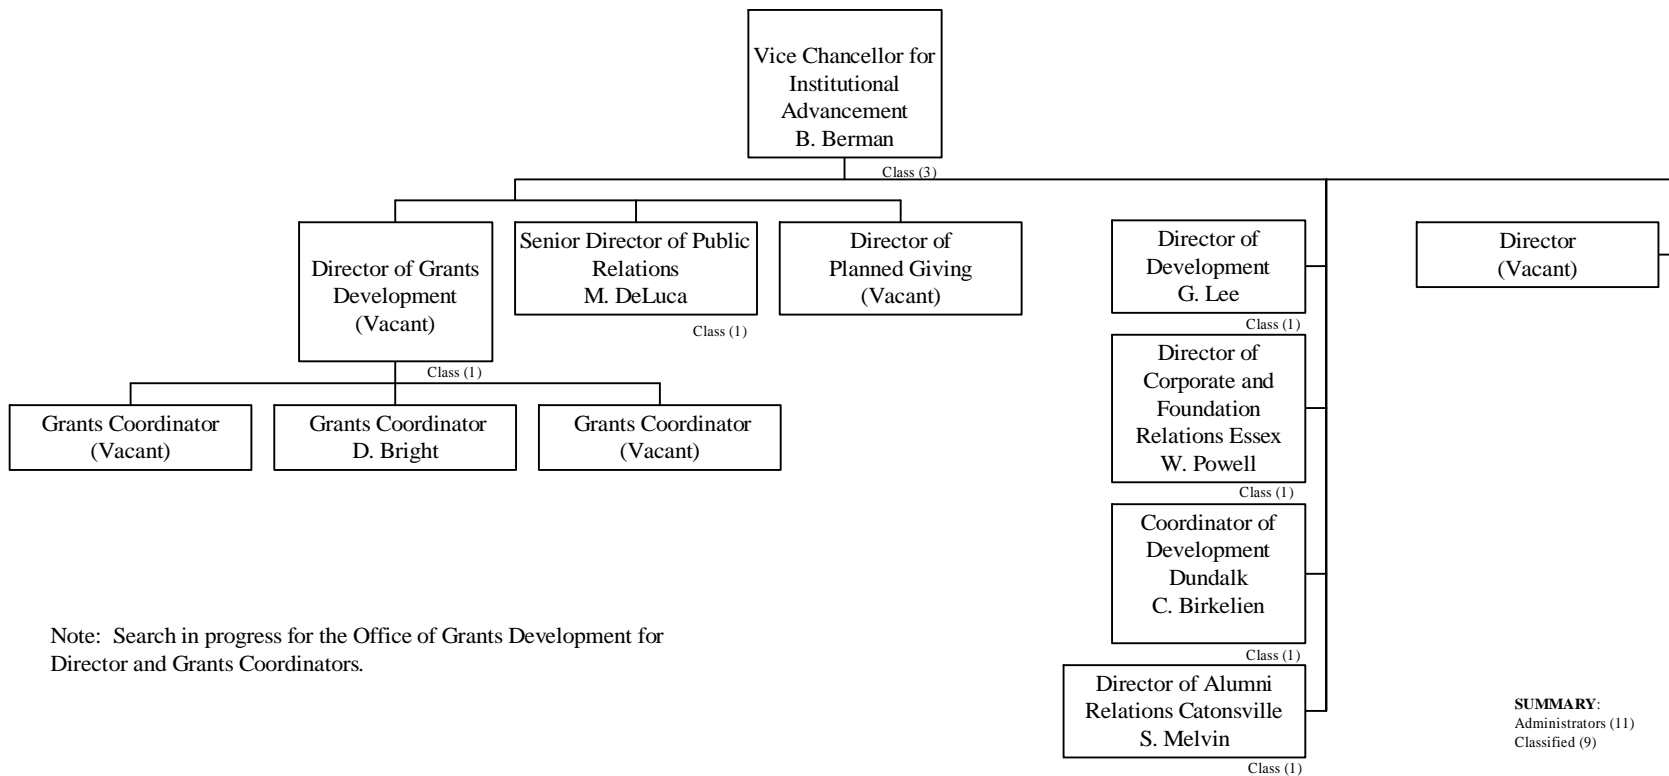 Vice Chancellor for
Institutional
Advancement
B. Berman
Class (3)
Director of Grants
Development
(Vacant)
Class (1)
Senior Director of Public
Relations
M. DeLuca
Class (1)
Director of
Planned Giving
(Vacant)
Director of
Development
G. Lee
Class (1)
Director
(Vacant)
Director of
Corporate and
Foundation
Relations Essex
W. Powell
Class (1)
Grants Coordinator
(Vacant)
Grants Coordinator
D. Bright
Grants Coordinator
(Vacant)
Coordinator of
Development
Dundalk
C. Birkelien
Class (1)
Director of Alumni
Relations Catonsville
S. Melvin
Class (1)
Note: Search in progress for the Office of Grants Development for
Director and Grants Coordinators.
SUMMARY:
Administrators (11)
Classified (9)